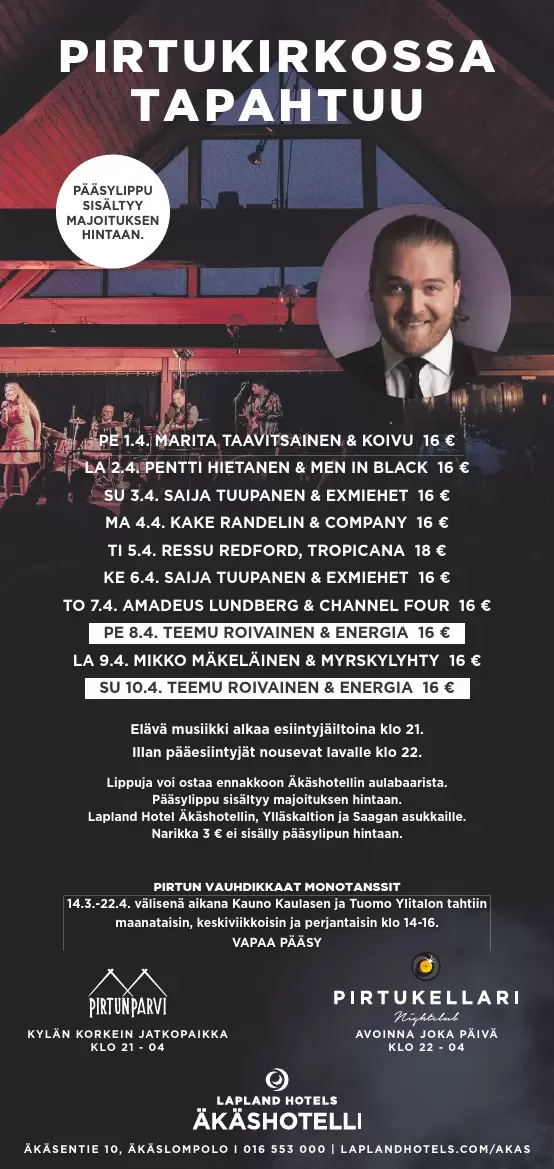 PIRTUKIRKOSSA
TAPAHTUU
PÄÄSYLIPPU
SISÄLTYY
MAJOITUKSEN
HINTAAN.
PE 1.4. MARITA TAAVITSAINEN & KOIVU 16 €
LA 2.4. PENTTI HIETANEN & MEN IN BLACK 16 €
SU 3.4. SAIJA TUUPANEN & EXMIEHET 16 €
MA 4.4. KAKE RANDELIN & COMPANY 16 €
TI 5.4. RESSU REDFORD, TROPICANA 18 €
KE 6.4. SAIJA TUUPANEN & EXMIEHET 16 €
TO 7.4. AMADEUS LUNDBERG & CHANNEL FOUR 16 €
PE 8.4. TEEMU ROIVAINEN & ENERGIA 16 €
LA 9.4. MIKKO MÄKELÄINEN & MYRSKYLYHTY 16 €
SU 10.4. TEEMU ROIVAINEN & ENERGIA 16 €
Elävä musiikki alkaa esiintyjäiltoina klo 21.
Illan pääesiintyjät nousevat lavalle klo 22.
Lippuja voi ostaa ennakkoon Äkäshotellin aulabaarista.
Pääsylippu sisältyy majoituksen hintaan.
Lapland Hotel Äkäshotellin, Ylläskaltion ja Saagan asukkaille.
Narikka 3 € ei sisälly pääsylipun hintaan.
PIRTUN VAUHDIKKAAT MONOTANSSIT
14.3.-22.4. välisenä aikana Kauno Kaulasen ja Tuomo Ylitalon tahtiin
maanataisin, keskiviikkoisin ja perjantaisin klo 14-16.
VAPAA PÄÄSY
PIRTUNPARVI
KYLÄN KORKEIN JATKOPAIKKA
KLO 21 - 04
PIRTUKELLARI
Nightclub
AVOINNA JOKA PÄIVÄ
KLO 22 - 04
LAPLAND HOTELS
ÄKÄSHOTELLI
ÄKÄSENTIE 10, ÄKÄSLOMPOLO I 016 553 000 | LAPLANDHOTELS.COM/AKAS